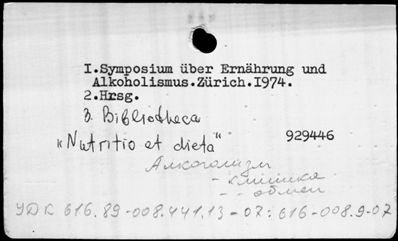 I.Symposium über Ernährung und
Alkoholismus.Zürich.I974.
2.Hrsg.
3. Bibliotheca
„Nutritio et dieta"
929446
Алкоголизм
- клиника
- обмен
УДК 616.89-008.441.13-07:616-008.9-07